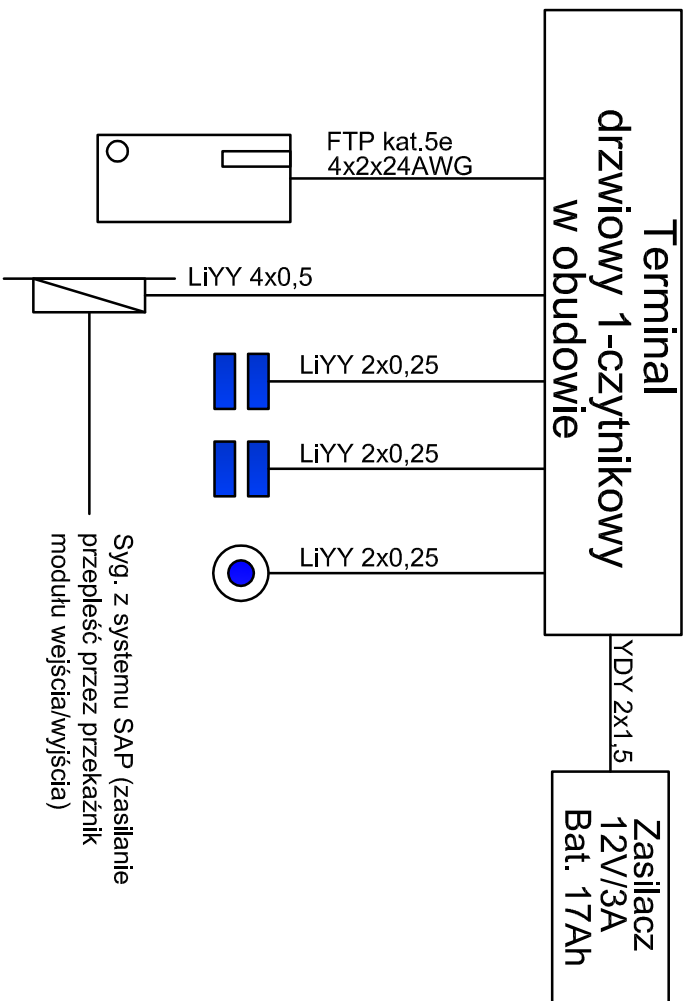 Terminal
drzwiowy 1-czytnikowy
w obudowie
FTP kat.5e
4x2x24AWG
LiYY 4x0,5
LiYY 2x0,25
LiYY 2x0,25
LiYY 2x0,25
YDY 2x1,5
Zasilacz
12V/3A
Bat. 17Ah
Syg. z systemu SAP (zasilanie
przepleść przez przekaźnik
modułu wejścia/wyjścia)